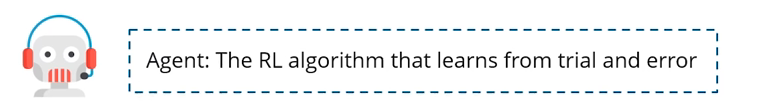 Agent: The RL algorithm that learns from trial and error